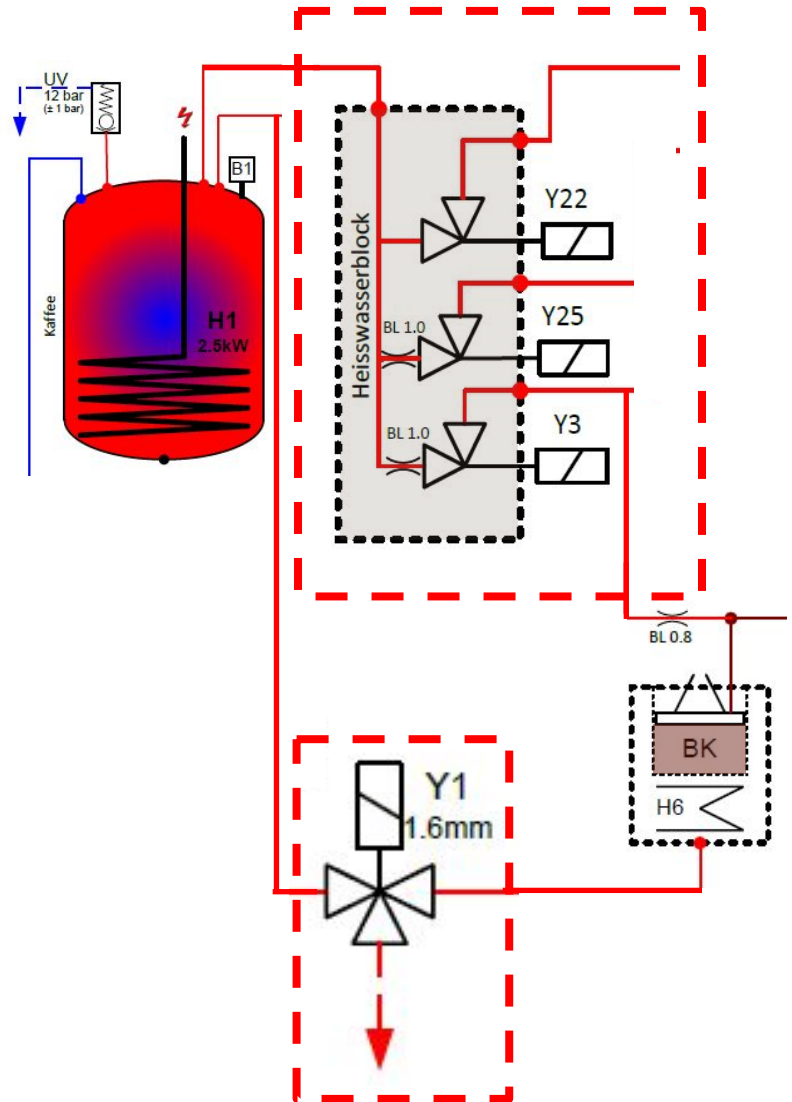 UV
12 bar
(± 1 bar)
B1
Kaffee
H1
2.5kW
Heisswasserblock
Y22
BL 1.0
Y25
BL 1.0
Y3
BL 0.8
BK
H6
Y1
1.6mm